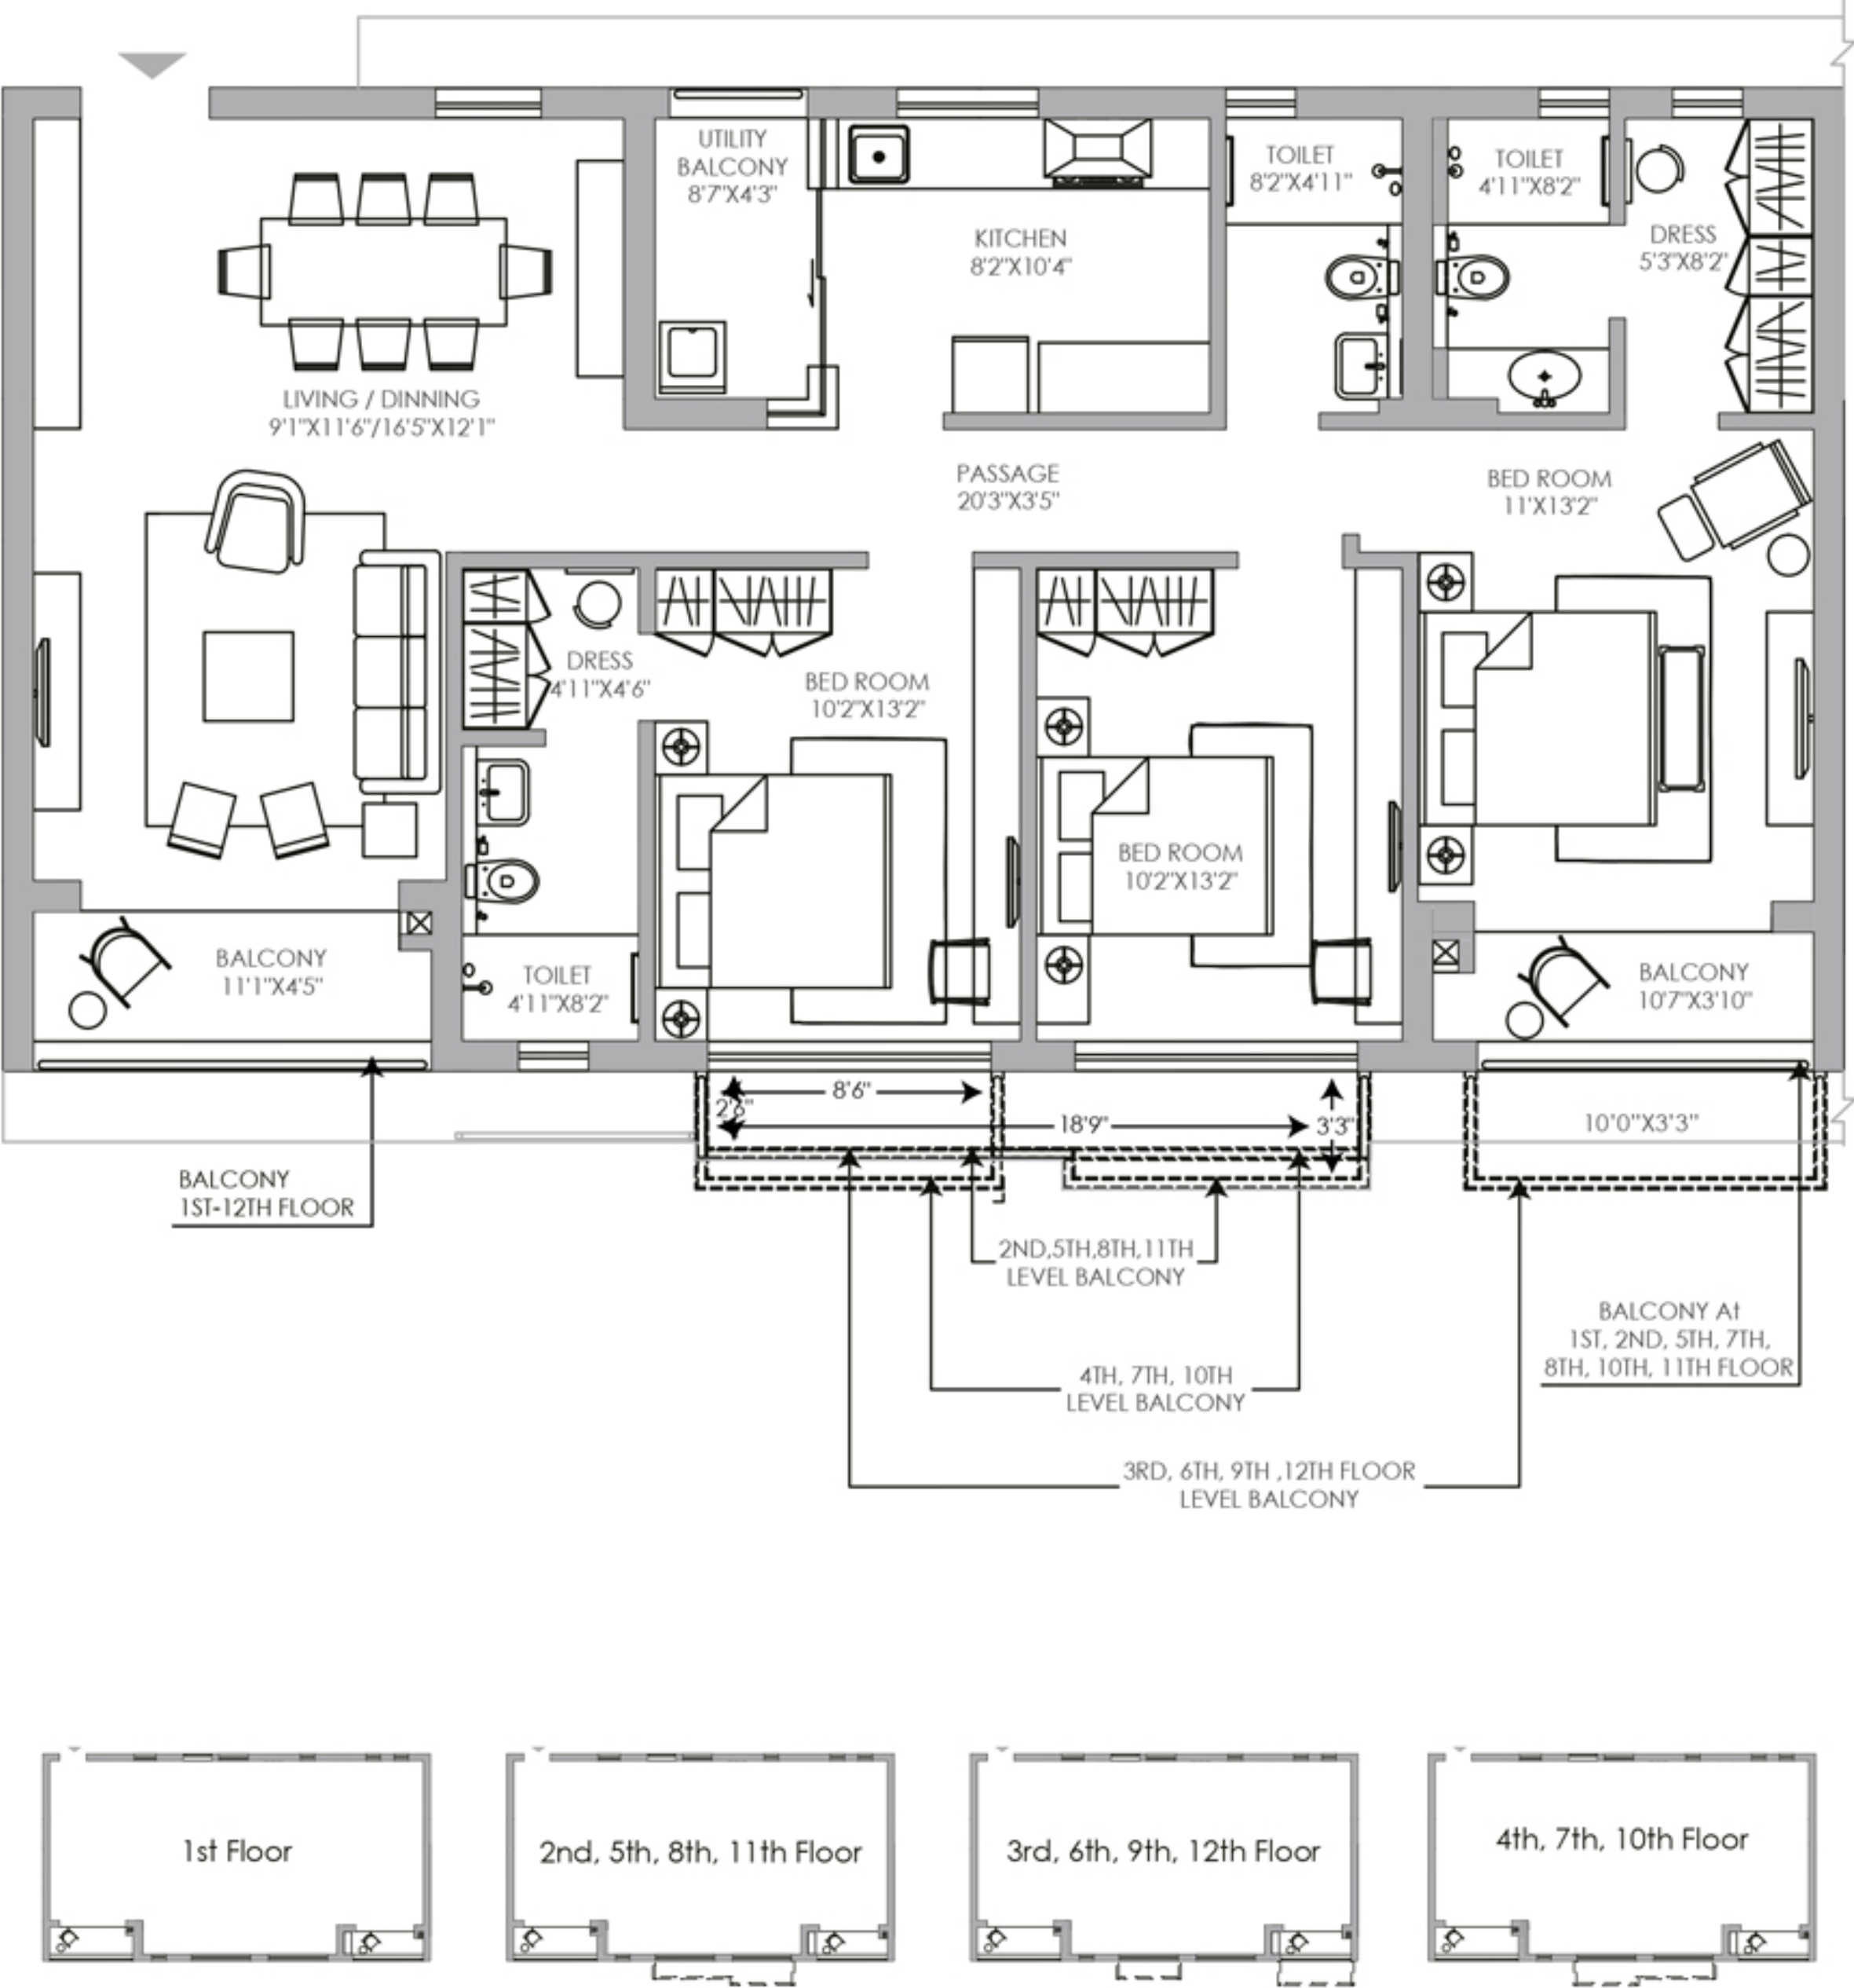 UTILITY
BALCONY
8'7"X4'3"
TOILET
8'2"X4'11"
TOILET
4'11"X8'2"
KITCHEN
8'2"X10'4"
DRESS
5'3"X8'2"
LIVING / DINNING
9'1"X11'6"/16'5"X12'1"
PASSAGE
20'3"X3'5"
BED ROOM
11'X13'2"
DRESS
4'11"X4'6"
BED ROOM
10'2"X13'2"
BED ROOM
10'2"X13'2"
BALCONY
11'1"X4'5"
TOILET
4'11"X8'2"
BALCONY
10'7"X3'10"
8'6"
2'6"
18'9"
3'3"
10'0"X3'3"
BALCONY
1ST-12TH FLOOR
2ND,5TH,8TH,11TH
LEVEL BALCONY
BALCONY At
1ST, 2ND, 5TH, 7TH,
8TH, 10TH, 11TH FLOOR
4TH, 7TH, 10TH
LEVEL BALCONY
3RD, 6TH, 9TH ,12TH FLOOR
LEVEL BALCONY
1st Floor
2nd, 5th, 8th, 11th Floor
3rd, 6th, 9th, 12th Floor
4th, 7th, 10th Floor